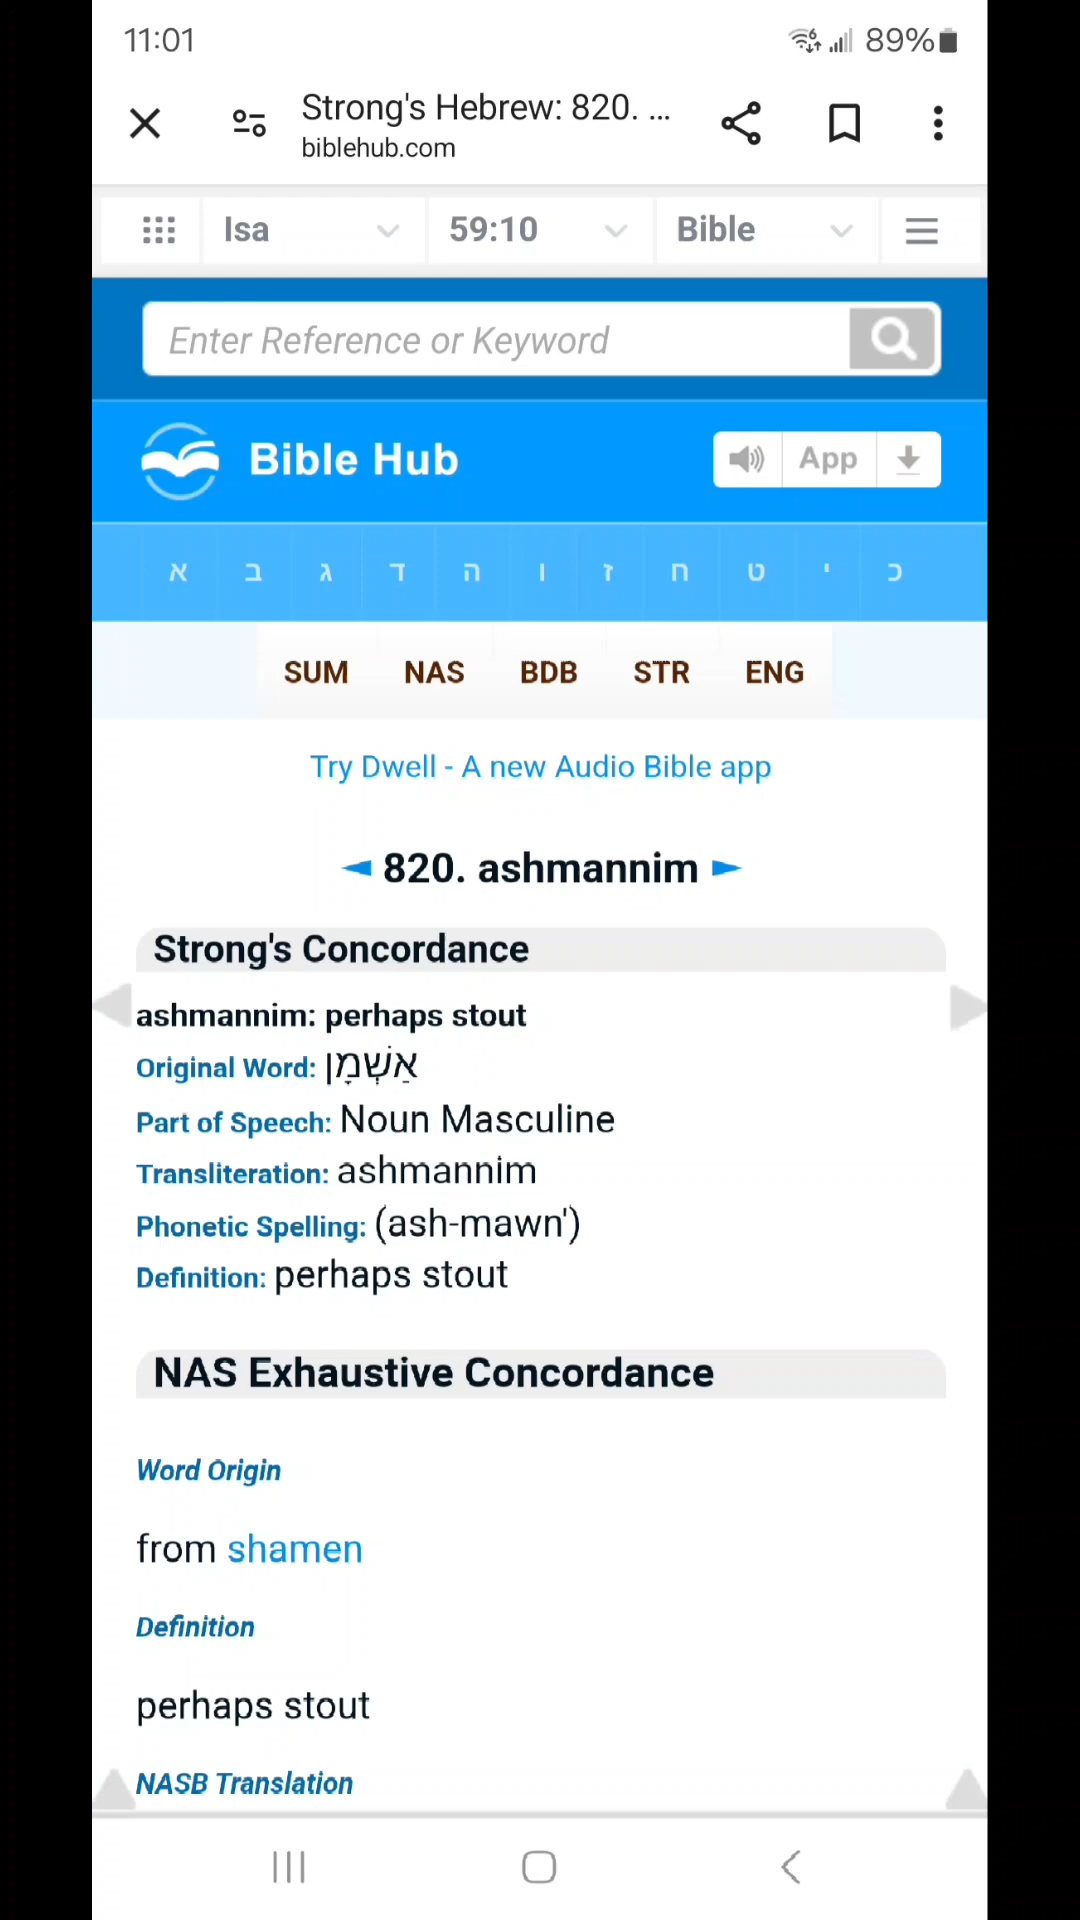 11:01 6 89%
Strong's Hebrew: 820. ...
biblehub.com
Isa 59:10 Bible
Enter Reference or Keyword
Bible Hub App
א ב ג ד ה ו ז ח ט י כ
SUM NAS BDB STR ENG
Try Dwell - A new Audio Bible app
820. ashmannim
Strong's Concordance
ashmannim: perhaps stout
Original Word: אַשְׁמָן
Part of Speech: Noun Masculine
Transliteration: ashmannim
Phonetic Spelling: (ash-mawn')
Definition: perhaps stout
NAS Exhaustive Concordance
Word Origin
from shamen
Definition
perhaps stout
NASB Translation